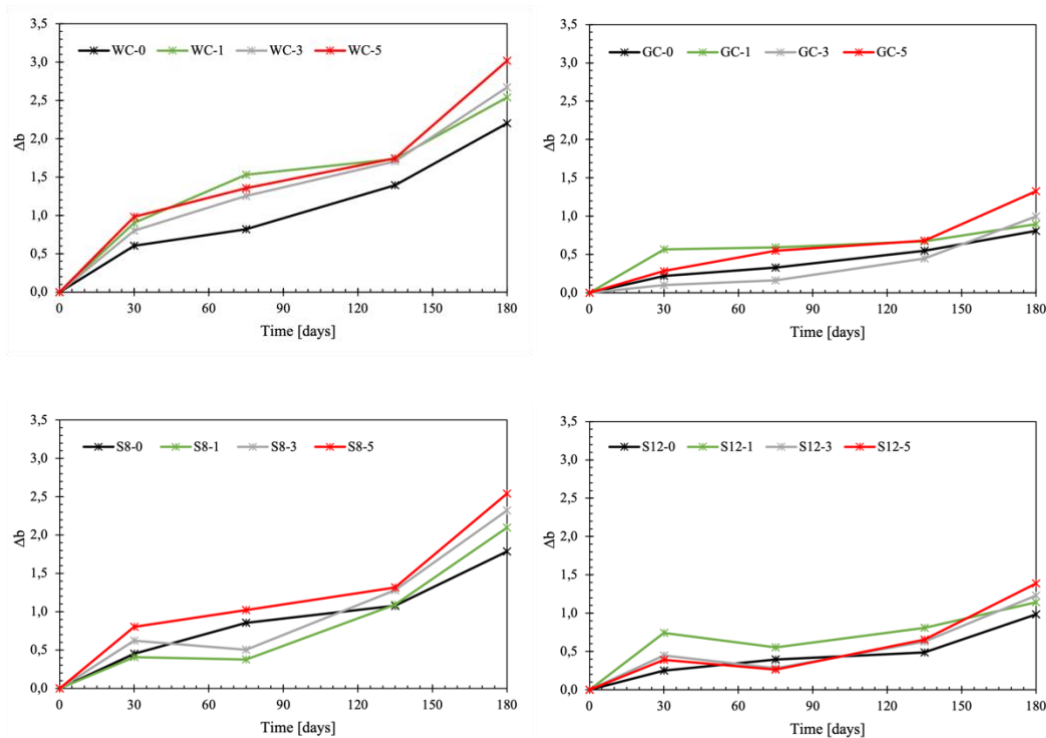 3,5
WC-0 WC-1 WC-3 WC-5
3,0
2,5
2,0
Δb
1,5
1,0
0,5
0,0
0 30 60 90 120 150 180
Time [days]
3,5
GC-0 GC-1 GC-3 GC-5
3,0
2,5
2,0
Δb
1,5
1,0
0,5
0,0
0 30 60 90 120 150 180
Time [days]
3,5
S8-0 S8-1 S8-3 S8-5
3,0
2,5
2,0
Δb
1,5
1,0
0,5
0,0
0 30 60 90 120 150 180
Time [days]
3,5
S12-0 S12-1 S12-3 S12-5
3,0
2,5
2,0
Δb
1,5
1,0
0,5
0,0
0 30 60 90 120 150 180
Time [days]